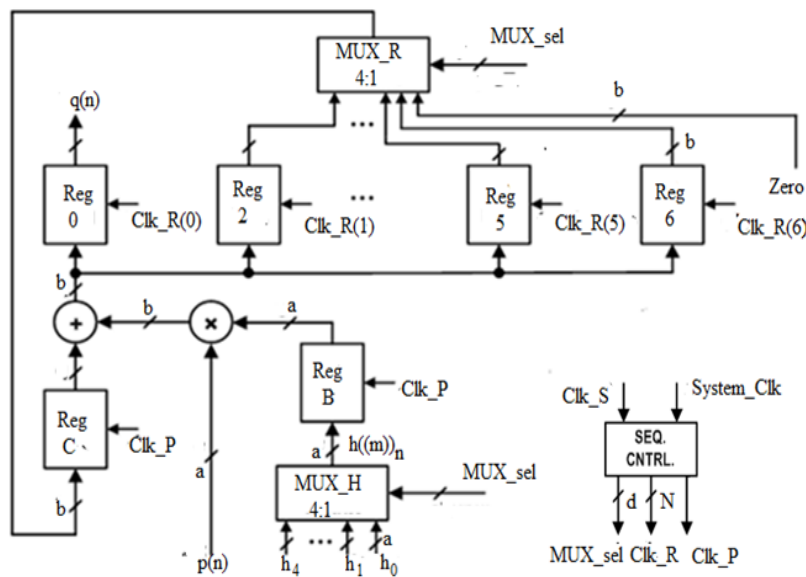 MUX_sel
MUX_R
4:1
q(n)
b
...
b
Zero
Reg
0
Clk_R(0)
Reg
2
Clk_R(1)
...
Reg
5
Clk_R(5)
Reg
6
Clk_R(6)
b
+
b
×
a
Reg
C
Clk_P
Reg
B
Clk_P
a
a
h((m))n
b
MUX_H
4:1
MUX_sel
a
p(n)
h4
...
h1
h0
Clk_S
System_Clk
SEQ.
CNTRL.
d
N
MUX_sel
Clk_R
Clk_P